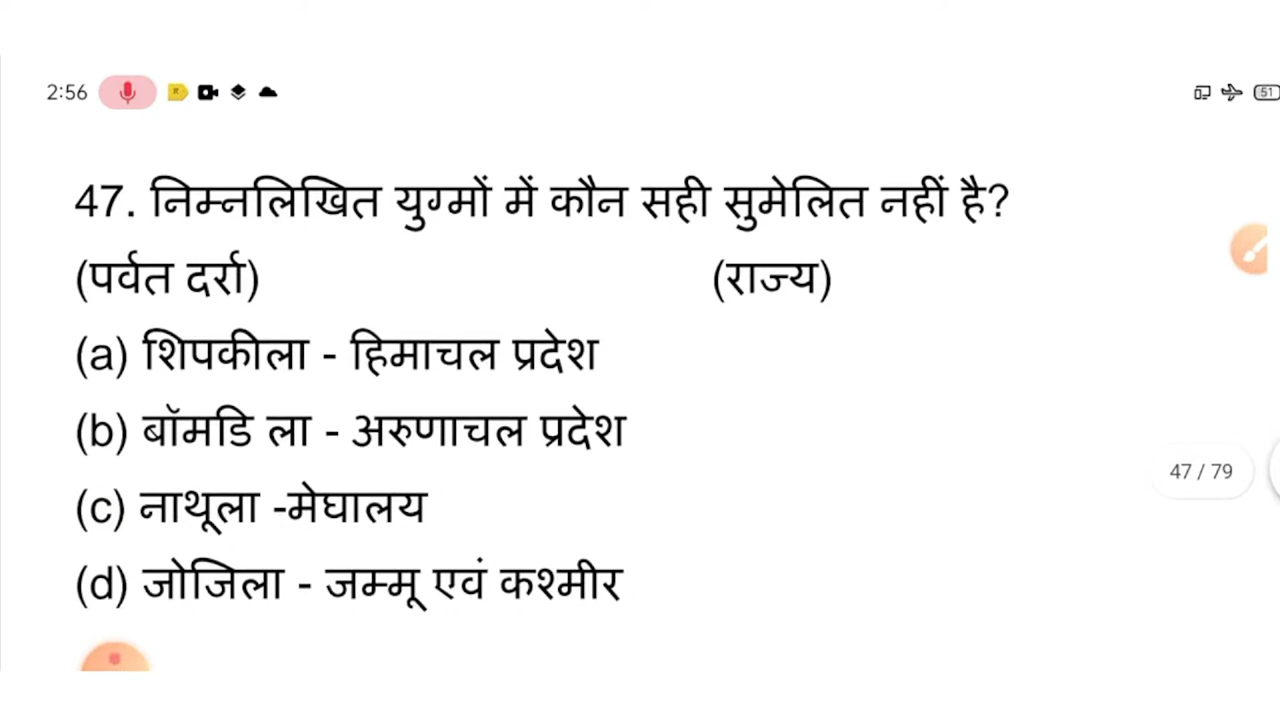 2:56
51
47. निम्नलिखित युग्मों में कौन सही सुमेलित नहीं है?
(पर्वत दर्रा) (राज्य)
(a) शिपकीला - हिमाचल प्रदेश
(b) बॉमडि ला - अरुणाचल प्रदेश
47 / 79
(c) नाथूला -मेघालय
(d) जोजिला - जम्मू एवं कश्मीर